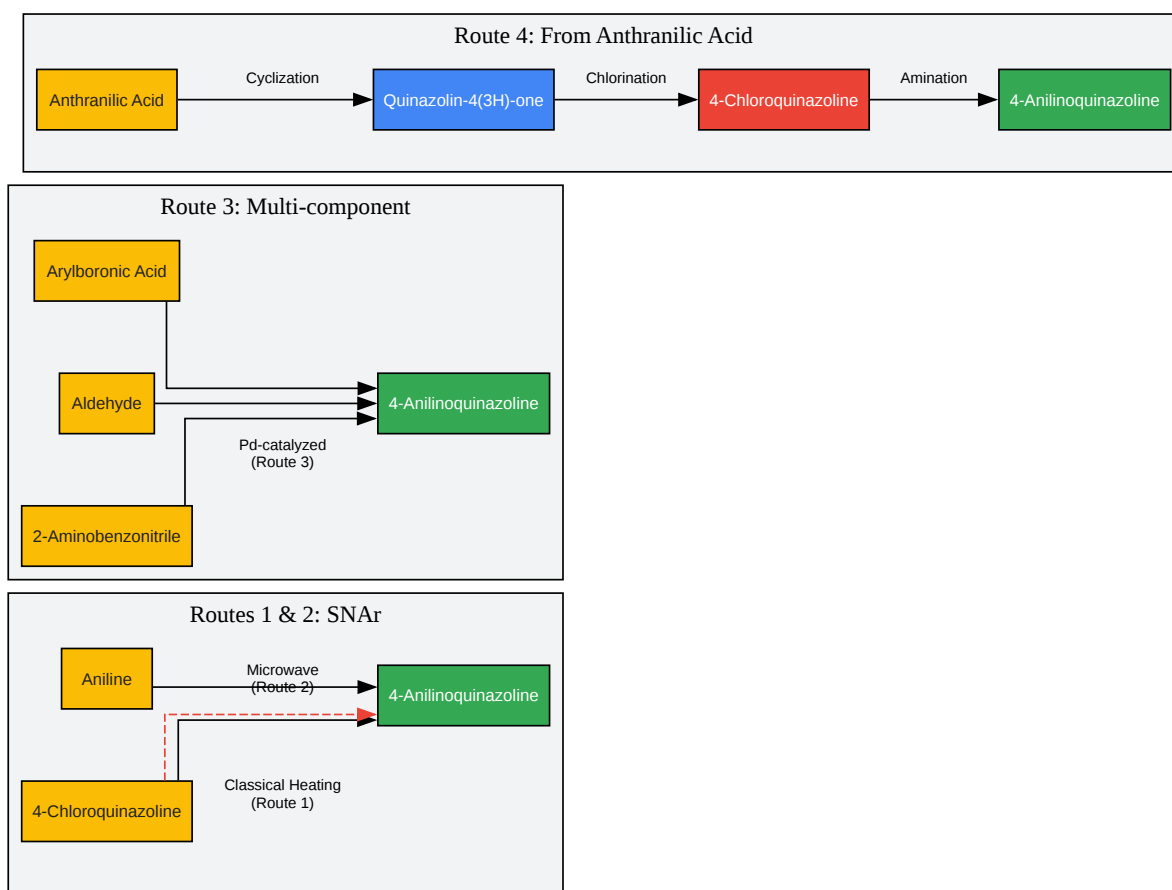 Route 4: From Anthranilic Acid
Cyclization
Chlorination
Amination
Anthranilic Acid
Quinazolin-4(3H)-one
4-Chloroquinazoline
4-Anilinoquinazoline
Route 3: Multi-component
Arylboronic Acid
Aldehyde
4-Anilinoquinazoline
Pd-catalyzed
(Route 3)
2-Aminobenzonitrile
Routes 1 & 2: SNAr
Aniline
Microwave
(Route 2)
4-Anilinoquinazoline
4-Chloroquinazoline
Classical Heating
(Route 1)